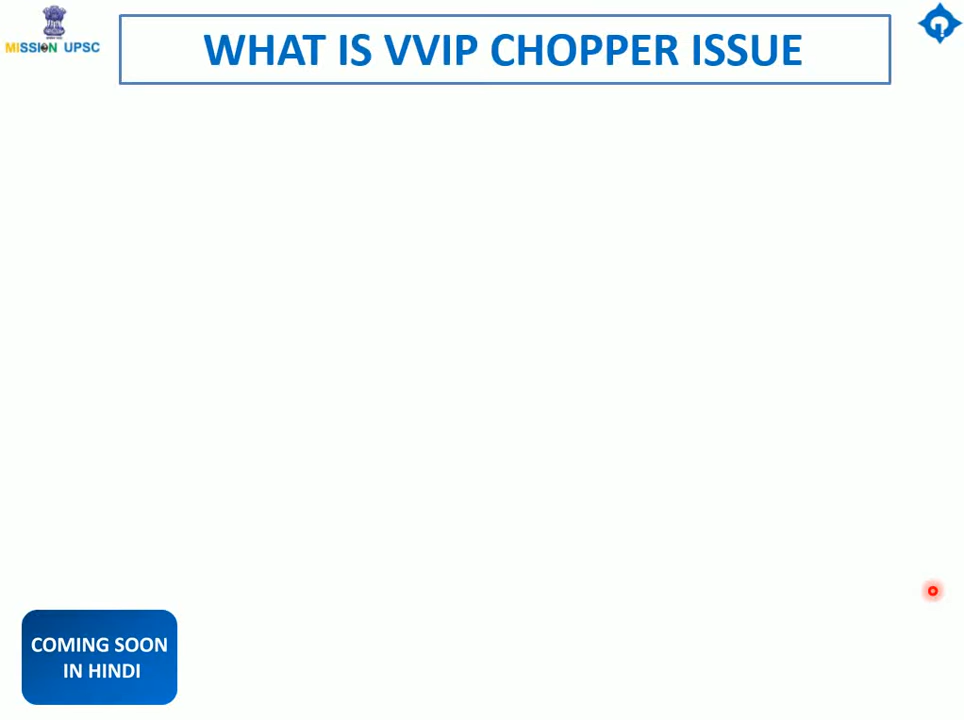 MISSION UPSC
WHAT IS VVIP CHOPPER ISSUE
COMING SOON
IN HINDI